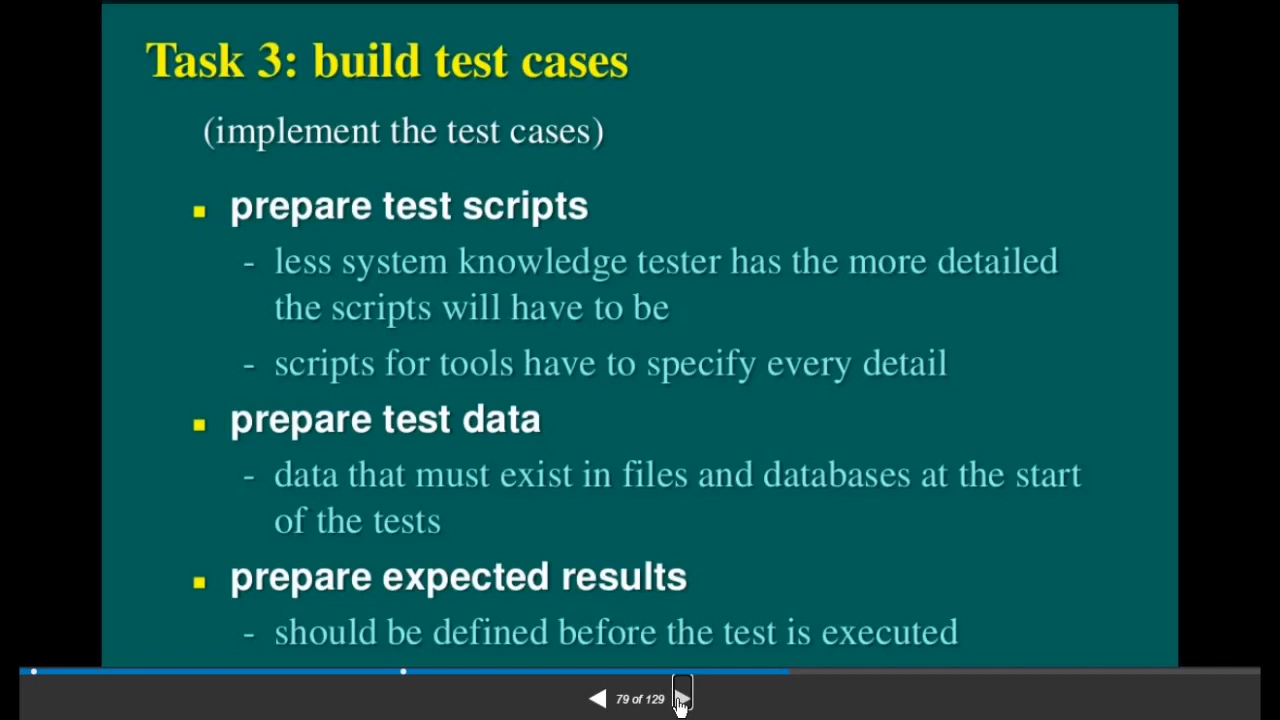 Task 3: build test cases
(implement the test cases)
prepare test scripts
- less system knowledge tester has the more detailed
the scripts will have to be
- scripts for tools have to specify every detail
prepare test data
- data that must exist in files and databases at the start
of the tests
prepare expected results
- should be defined before the test is executed
79 of 129